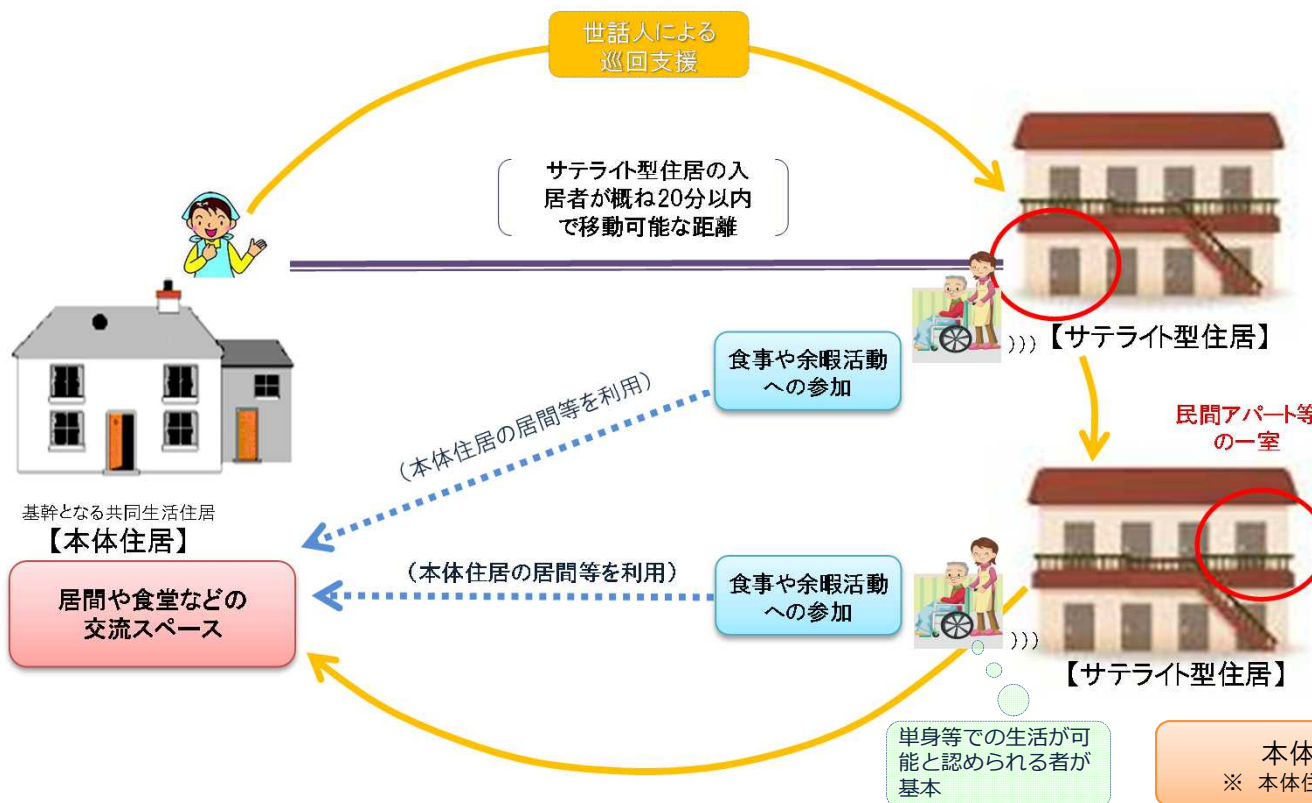 世話人による
巡回支援
サテライト型住居の入
居者が概ね20分以内
で移動可能な距離
【サテライト型住居】
食事や余暇活動
への参加
(本体住居の居間等を利用)
民間アパート等
の一室
基幹となる共同生活住居
【本体住居】
居間や食堂などの
交流スペース
(本体住居の居間等を利用)
食事や余暇活動
への参加
【サテライト型住居】
単身等での生活が可
能と認められる者が
基本
本体
※ 本体住